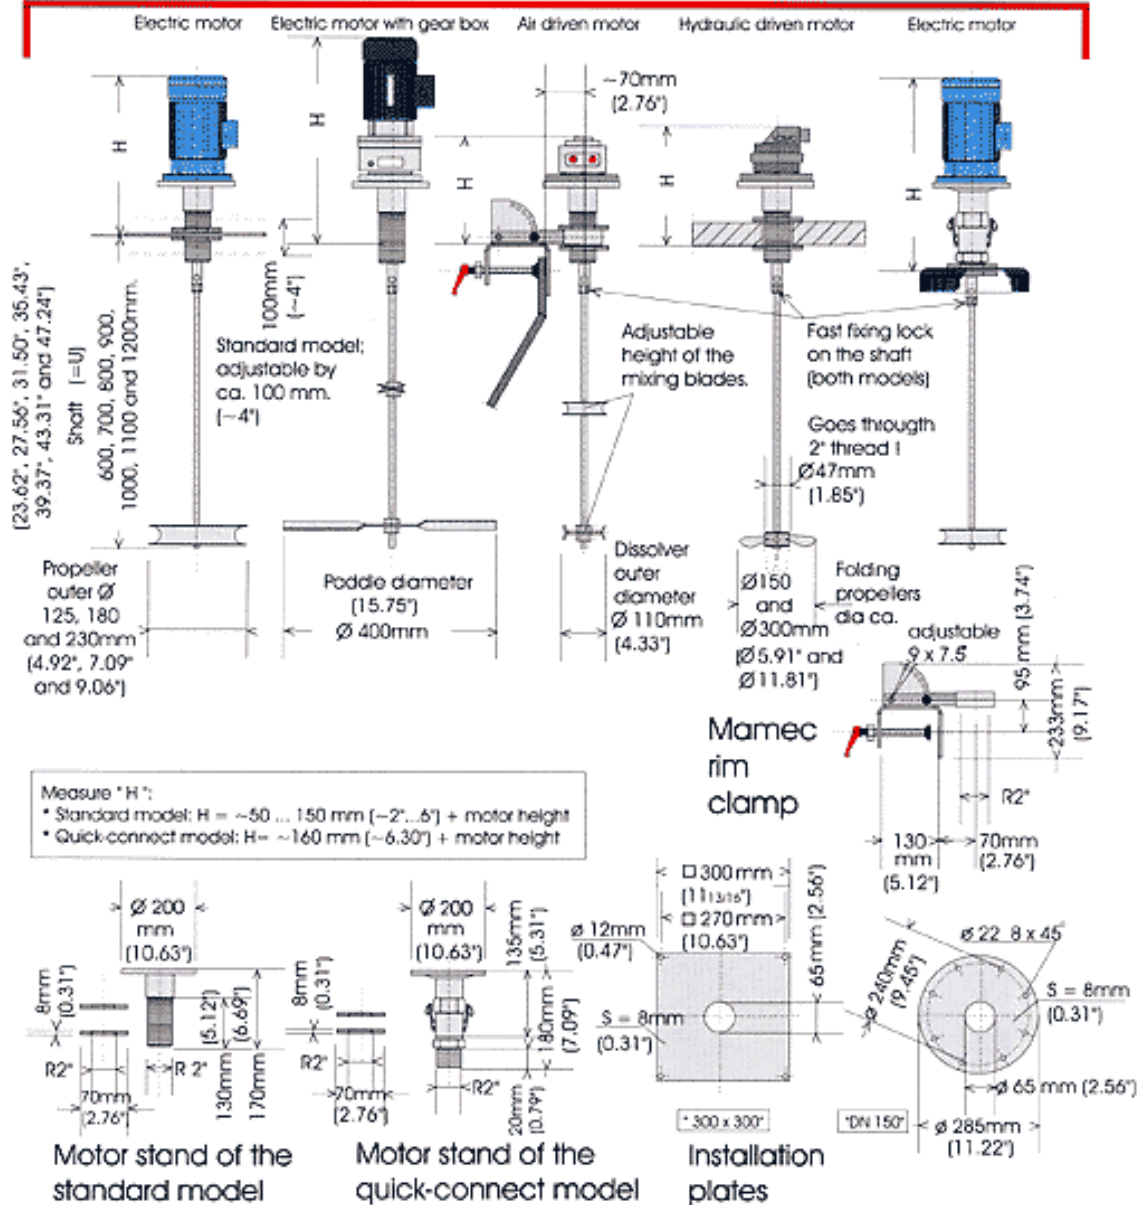 Electric motor
Electric motor with gear box
Air driven motor
Hydraulic driven motor
Electric motor
~70mm
(2.76")
H
H
H
H
H
100mm
(~4")
(23.62", 27.56", 31.50", 35.43",
39.37", 43.31" and 47.24")
Shaft (=U)
600, 700, 800, 900,
1000, 1100 and 1200mm.
Standard model;
adjustable by
ca. 100 mm.
(~4")
Adjustable
height of the
mixing blades.
Fast fixing lock
on the shaft
(both models)
Goes througth
2" thread !
Ø47mm
(1.85")
Propeller
outer Ø
125, 180
and 230mm
(4.92", 7.09"
and 9.06")
Paddle diameter
(15.75")
Ø 400mm
Dissolver
outer
diameter
Ø 110mm
(4.33")
Ø150
and
Ø300mm
(Ø5.91" and
Ø11.81")
Folding
propellers
dia ca.
adjustable
9 x 7.5
95 mm (3.74")
233mm
(9.17")
Mamec
rim
clamp
R2"
130
mm
(5.12")
70mm
(2.76")
Measure "H":
* Standard model: H = ~50 ... 150 mm (~2"...6") + motor height
* Quick-connect model: H= ~160 mm (~6.30") + motor height
Ø 200
mm
(10.63")
8mm
(0.31")
R2"
70mm
(2.76")
R 2"
130mm
(5.12")
170mm
(6.69")
Motor stand of the
standard model
Ø 200
mm
(10.63")
8mm
(0.31")
R2"
70mm
(2.76")
R2"
135mm
(5.31")
180mm
(7.09")
20mm
(0.79")
Motor stand of the
quick-connect model
□ 300mm
(11 13/16")
□ 270mm
(10.63")
ø 12mm
(0.47")
65mm (2.56")
S = 8mm
(0.31")
" 300 x 300"
ø 22 8 x 45°
ø 240mm
(9.45")
S = 8mm
(0.31")
ø 65 mm (2.56")
"DN 150"
ø 285mm
(11.22")
Installation
plates